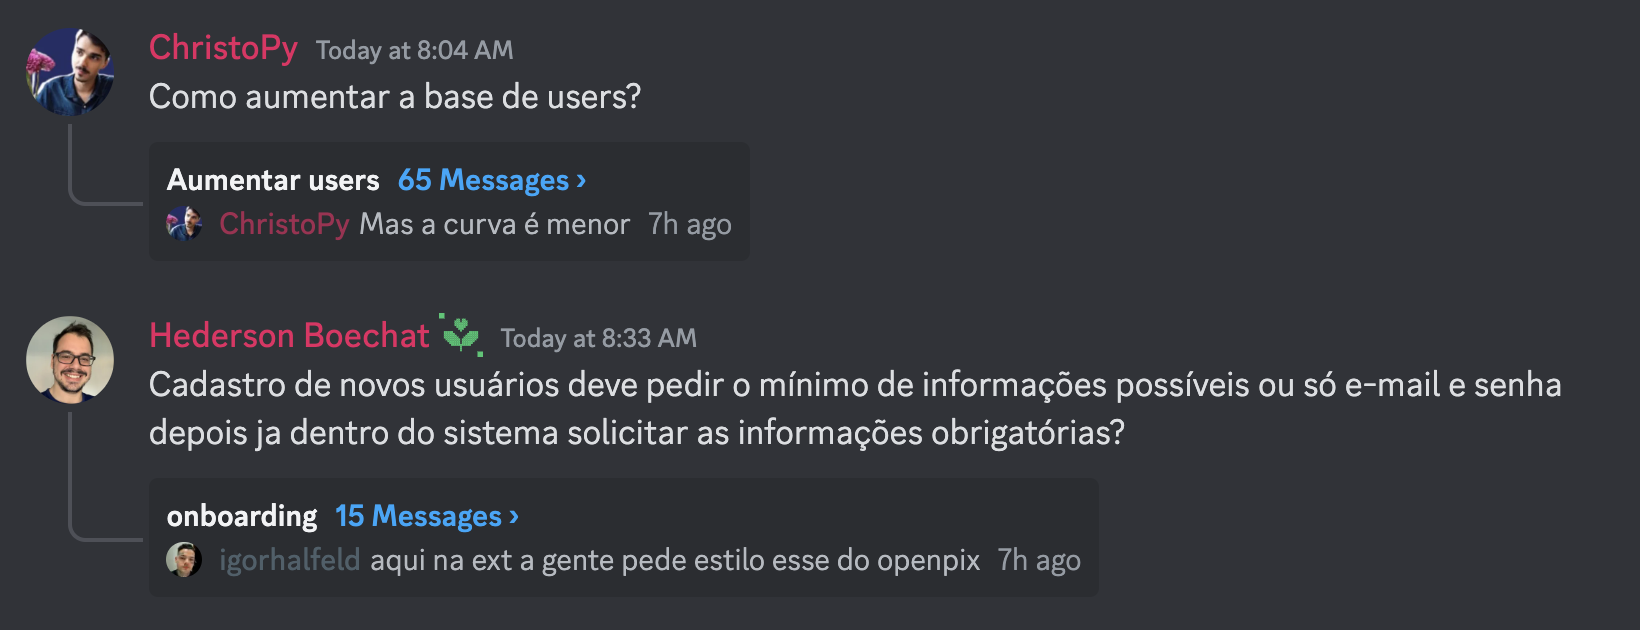 ChristoPy Today at 8:04 AM
Como aumentar a base de users?
Aumentar users 65 Messages ›
ChristoPy Mas a curva é menor 7h ago
Hederson Boechat Today at 8:33 AM
Cadastro de novos usuários deve pedir o mínimo de informações possíveis ou só e-mail e senha
depois ja dentro do sistema solicitar as informações obrigatórias?
onboarding 15 Messages ›
igorhalfeld aqui na ext a gente pede estilo esse do openpix 7h ago